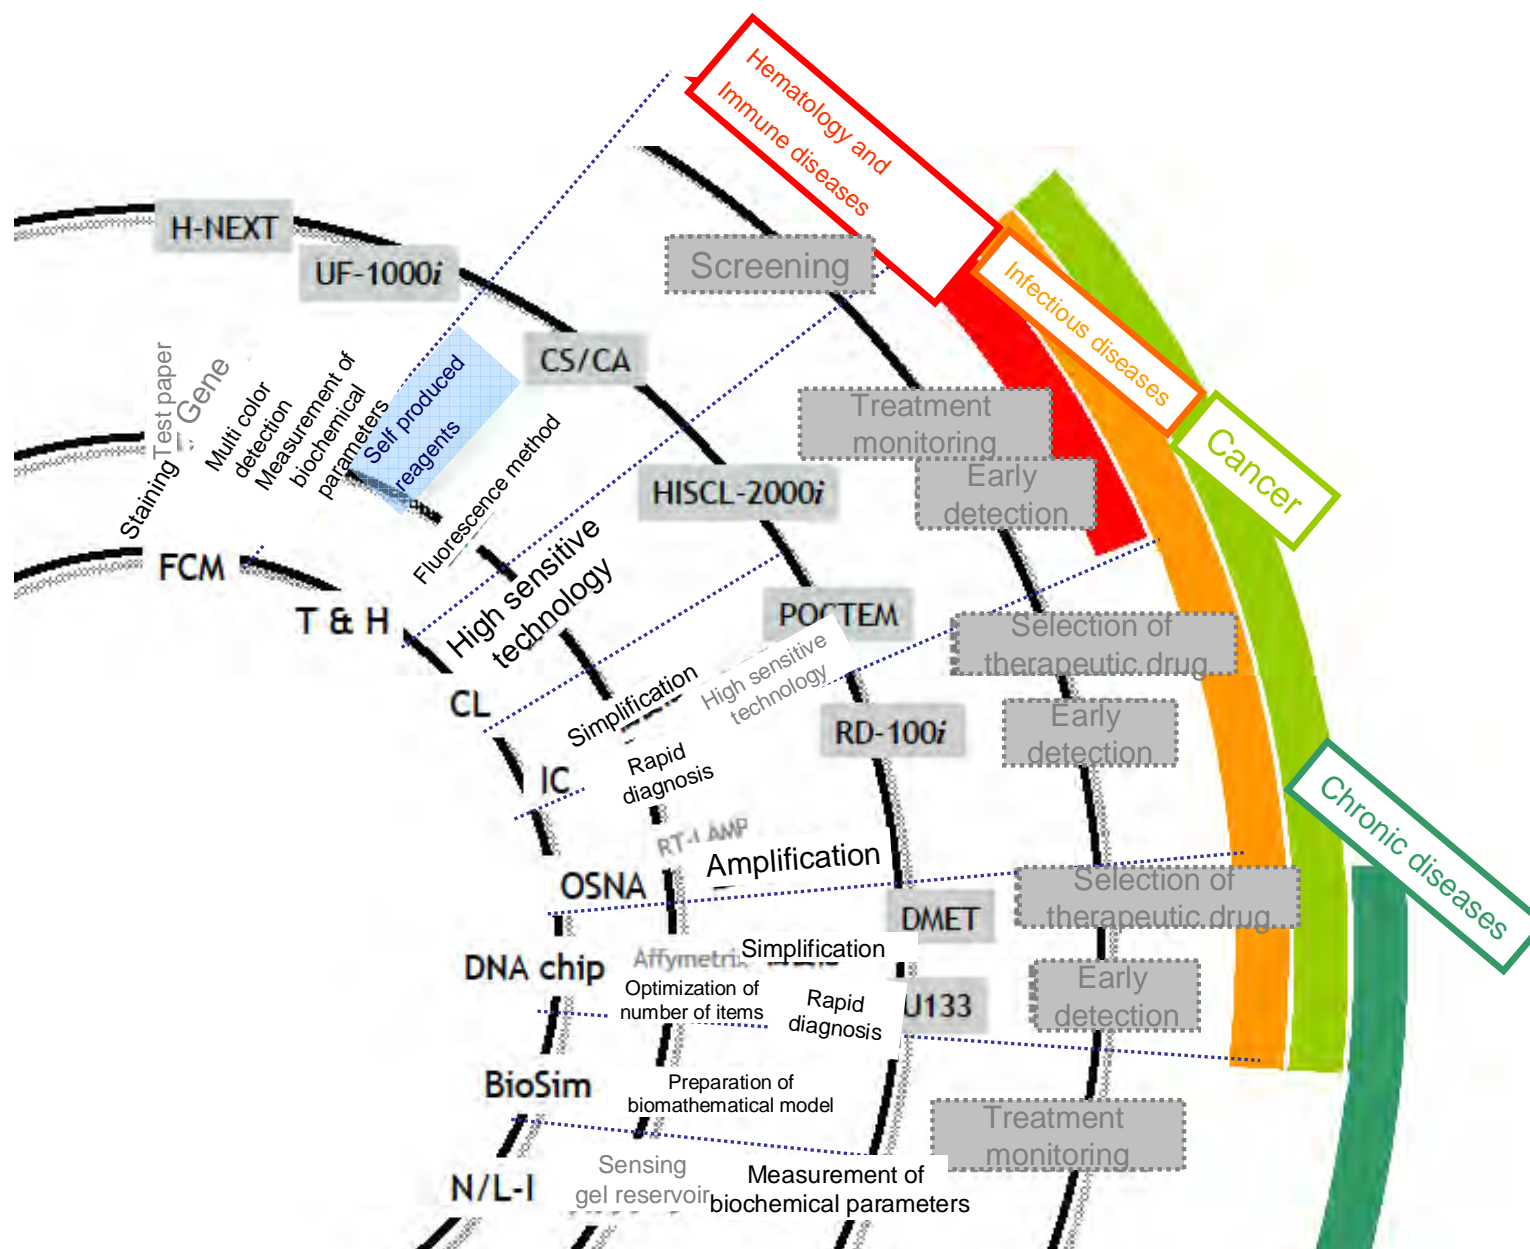 Hematology and
Immune diseases
H-NEXT
UF-1000i
Screening
Infectious diseases
CS/CA
Test paper
Gene
Staining
Multi color
detection
Measurement of
biochemical
parameters
Self produced
reagents
Fluorescence method
Treatment
monitoring
Cancer
HISCL-2000i
Early
detection
FCM
T & H
High sensitive
technology
POCTEM
Selection of
therapeutic drug
High sensitive
technology
Simplification
CL
RD-100i
Early
detection
IC
Rapid
diagnosis
Chronic diseases
RT-LAMP
Amplification
OSNA
Selection of
therapeutic drug
DMET
DNA chip
Affymetrix
Simplification
Optimization of
number of items
Rapid
diagnosis
U133
Early
detection
BioSim
Preparation of
biomathematical model
Treatment
monitoring
N/L-I
Sensing
gel reservoir
Measurement of
biochemical parameters